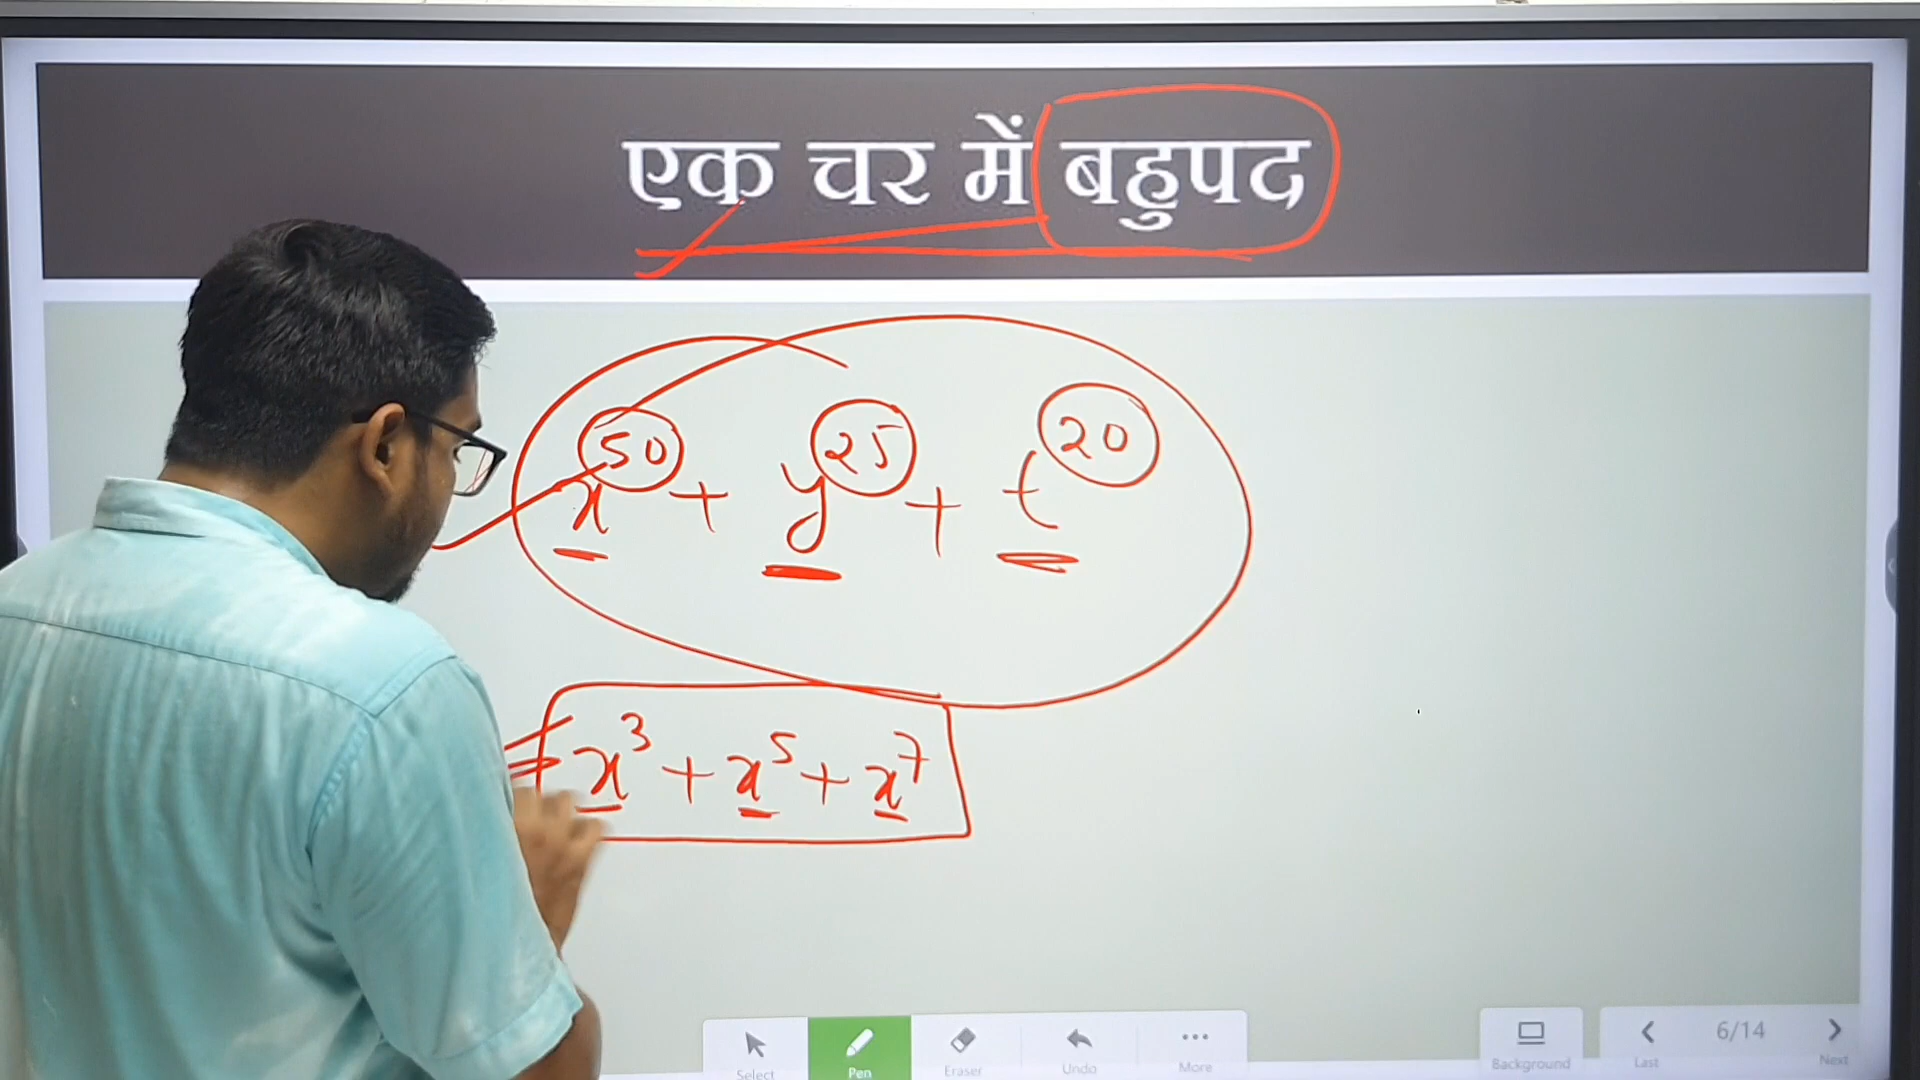 एक चर में बहुपद
x⁵⁰ + y²⁵ + t²⁰
x³ + x⁵ + x⁷
Select Pen Eraser Undo More Background Last 6/14 Next